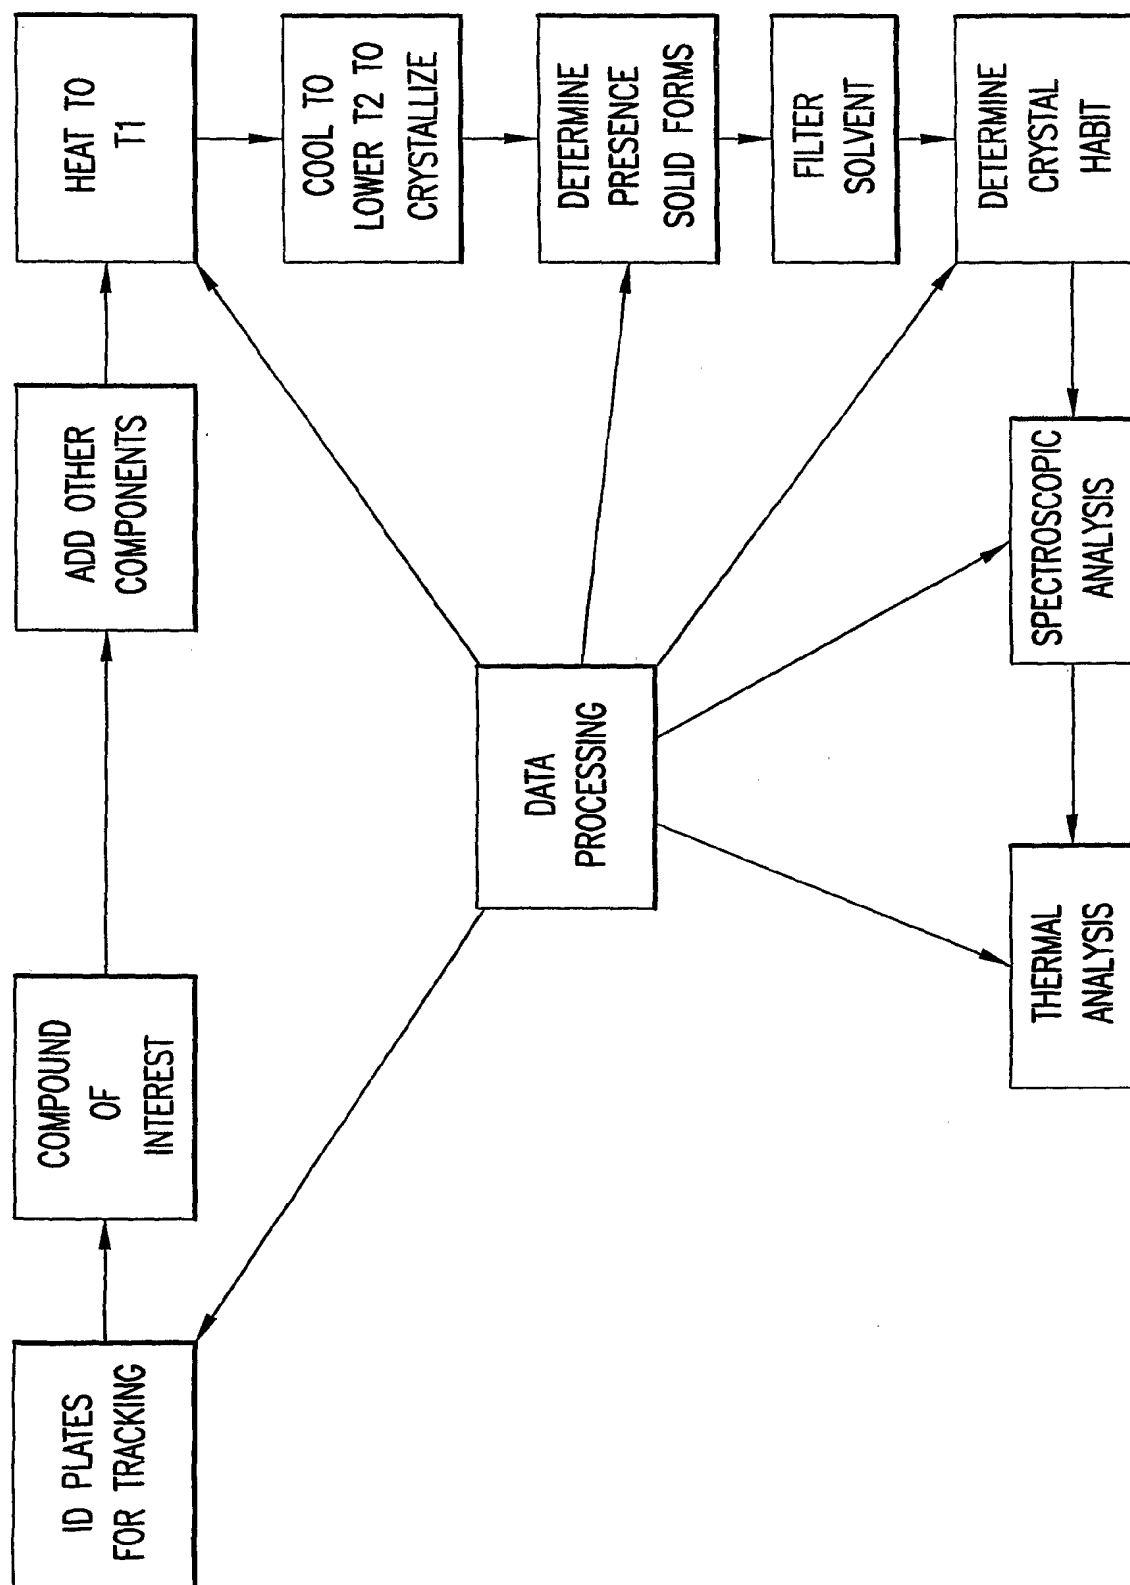 ID PLATES
FOR TRACKING
COMPOUND
OF
INTEREST
ADD OTHER
COMPONENTS
HEAT TO
T1
COOL TO
LOWER T2 TO
CRYSTALLIZE
DETERMINE
PRESENCE
SOLID FORMS
FILTER
SOLVENT
DETERMINE
CRYSTAL
HABIT
SPECTROSCOPIC
ANALYSIS
THERMAL
ANALYSIS
DATA
PROCESSING